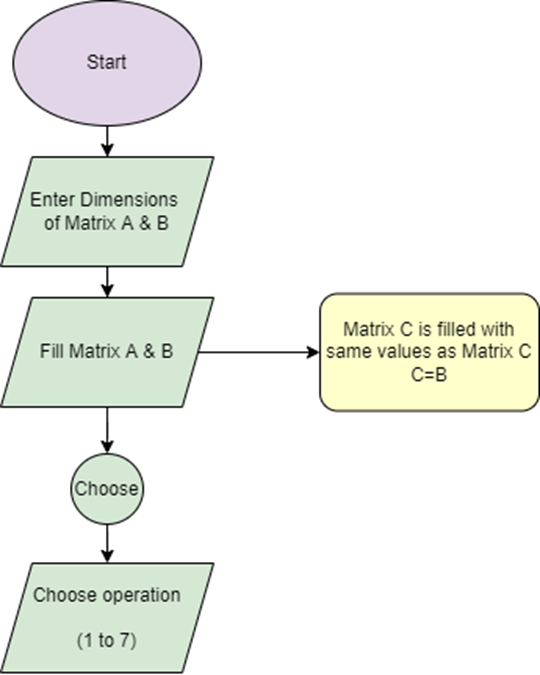 Start
Enter Dimensions
of Matrix A & B
Fill Matrix A & B
Matrix C is filled with
same values as Matrix C
C=B
Choose
Choose operation
(1 to 7)